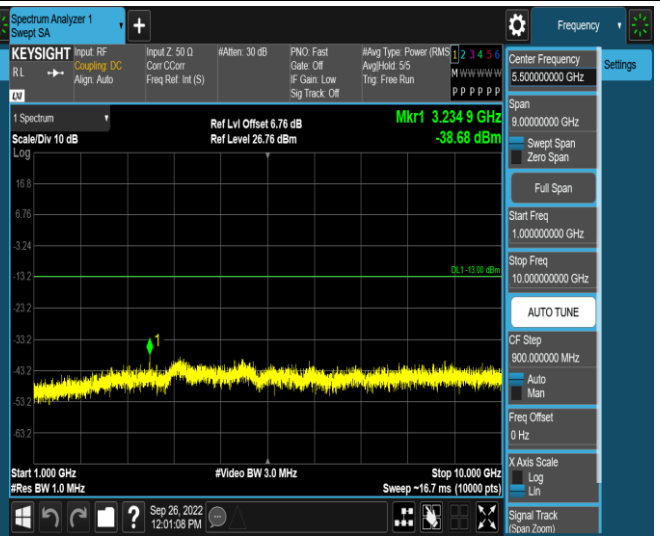 Spectrum Analyzer 1
Swept SA
Frequency
KEYSIGHT
RL
LXI
Input: RF
Coupling: DC
Align: Auto
Input Z: 50 Ω
Corr CCorr
Freq Ref: Int (S)
#Atten: 30 dB
PNO: Fast
Gate: Off
IF Gain: Low
Sig Track: Off
#Avg Type: Power (RMS
Avg|Hold: 5/5
Trig: Free Run
1 2 3 4 5 6
M W W W W W
P P P P P P
Settings
1 Spectrum
Scale/Div 10 dB
Log
Ref Lvl Offset 6.76 dB
Ref Level 26.76 dBm
Mkr1 3.234 9 GHz
-38.68 dBm
16.8
6.76
-3.24
-13.2
-23.2
-33.2
-43.2
-53.2
-63.2
DL1 -13.00 dBm
1
Start 1.000 GHz
#Res BW 1.0 MHz
#Video BW 3.0 MHz
Stop 10.000 GHz
Sweep ~16.7 ms (10000 pts)
Center Frequency
5.500000000 GHz
Span
9.00000000 GHz
Swept Span
Zero Span
Full Span
Start Freq
1.000000000 GHz
Stop Freq
10.000000000 GHz
AUTO TUNE
CF Step
900.000000 MHz
Auto
Man
Freq Offset
0 Hz
X Axis Scale
Log
Lin
Signal Track
(Span Zoom)
?
Sep 26, 2022
12:01:08 PM